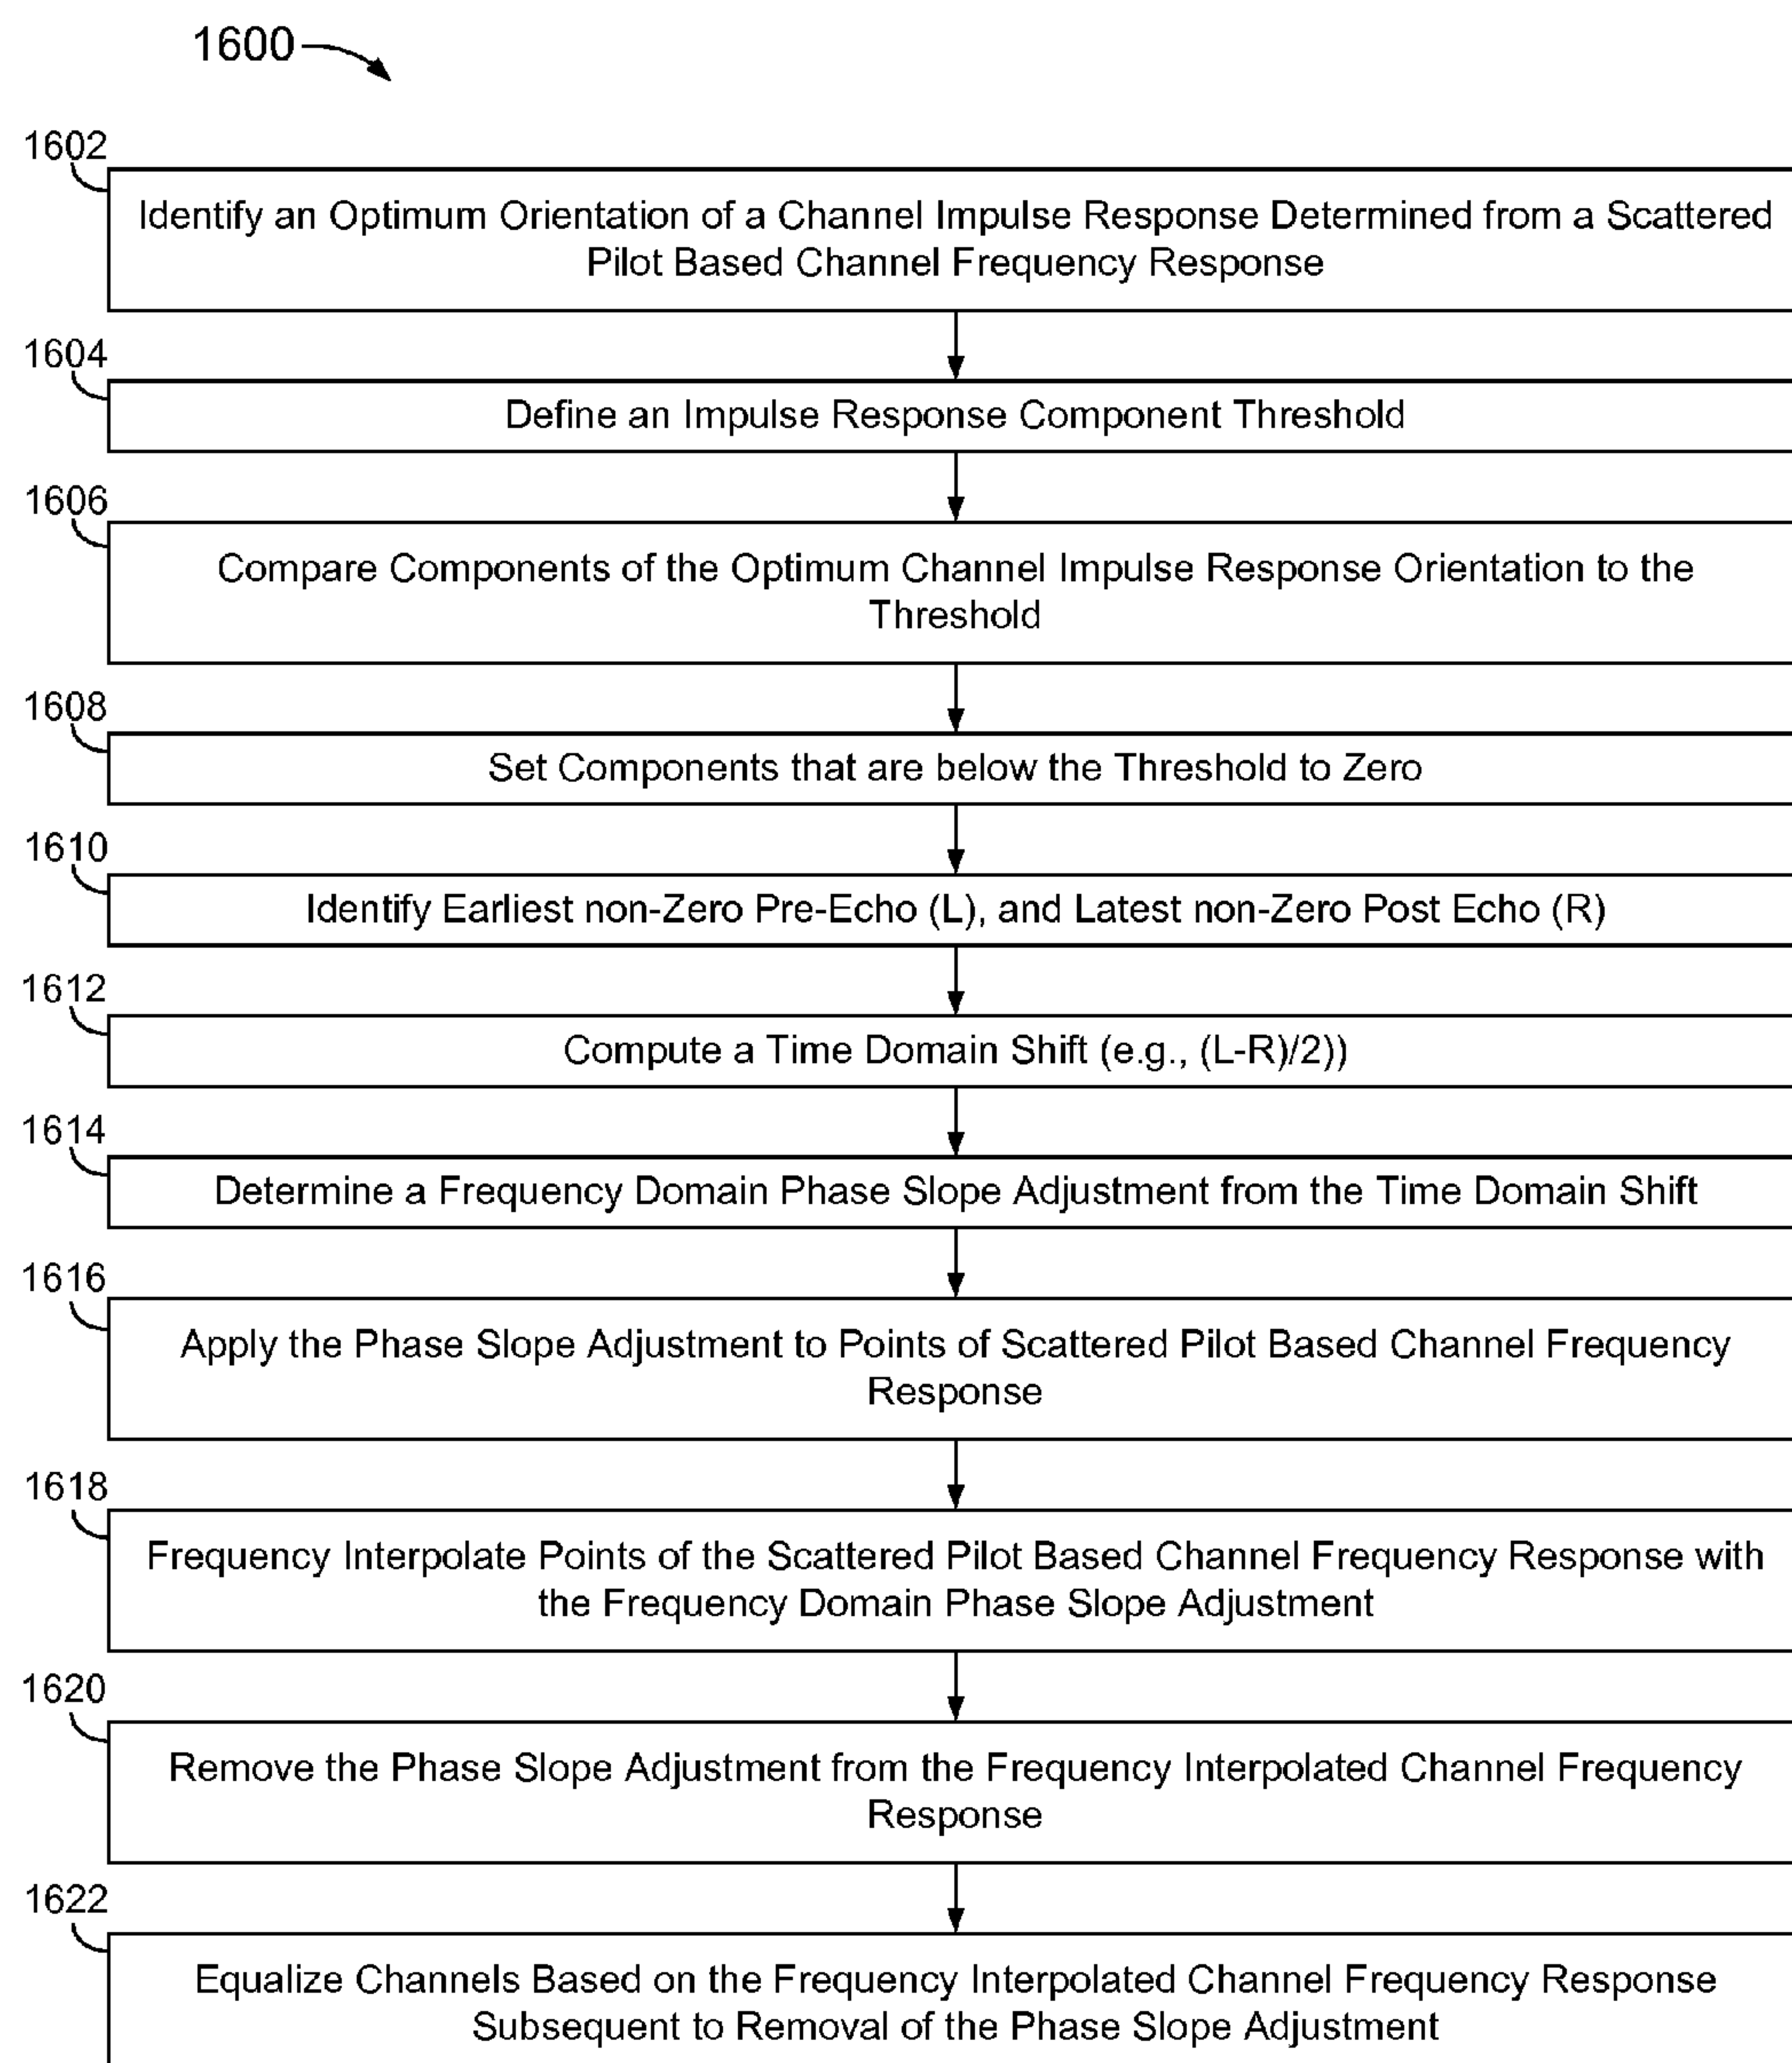 1600
1602
Identify an Optimum Orientation of a Channel Impulse Response Determined from a Scattered
Pilot Based Channel Frequency Response
1604
Define an Impulse Response Component Threshold
1606
Compare Components of the Optimum Channel Impulse Response Orientation to the
Threshold
1608
Set Components that are below the Threshold to Zero
1610
Identify Earliest non-Zero Pre-Echo (L), and Latest non-Zero Post Echo (R)
1612
Compute a Time Domain Shift (e.g., (L-R)/2))
1614
Determine a Frequency Domain Phase Slope Adjustment from the Time Domain Shift
1616
Apply the Phase Slope Adjustment to Points of Scattered Pilot Based Channel Frequency
Response
1618
Frequency Interpolate Points of the Scattered Pilot Based Channel Frequency Response with
the Frequency Domain Phase Slope Adjustment
1620
Remove the Phase Slope Adjustment from the Frequency Interpolated Channel Frequency
Response
1622
Equalize Channels Based on the Frequency Interpolated Channel Frequency Response
Subsequent to Removal of the Phase Slope Adjustment